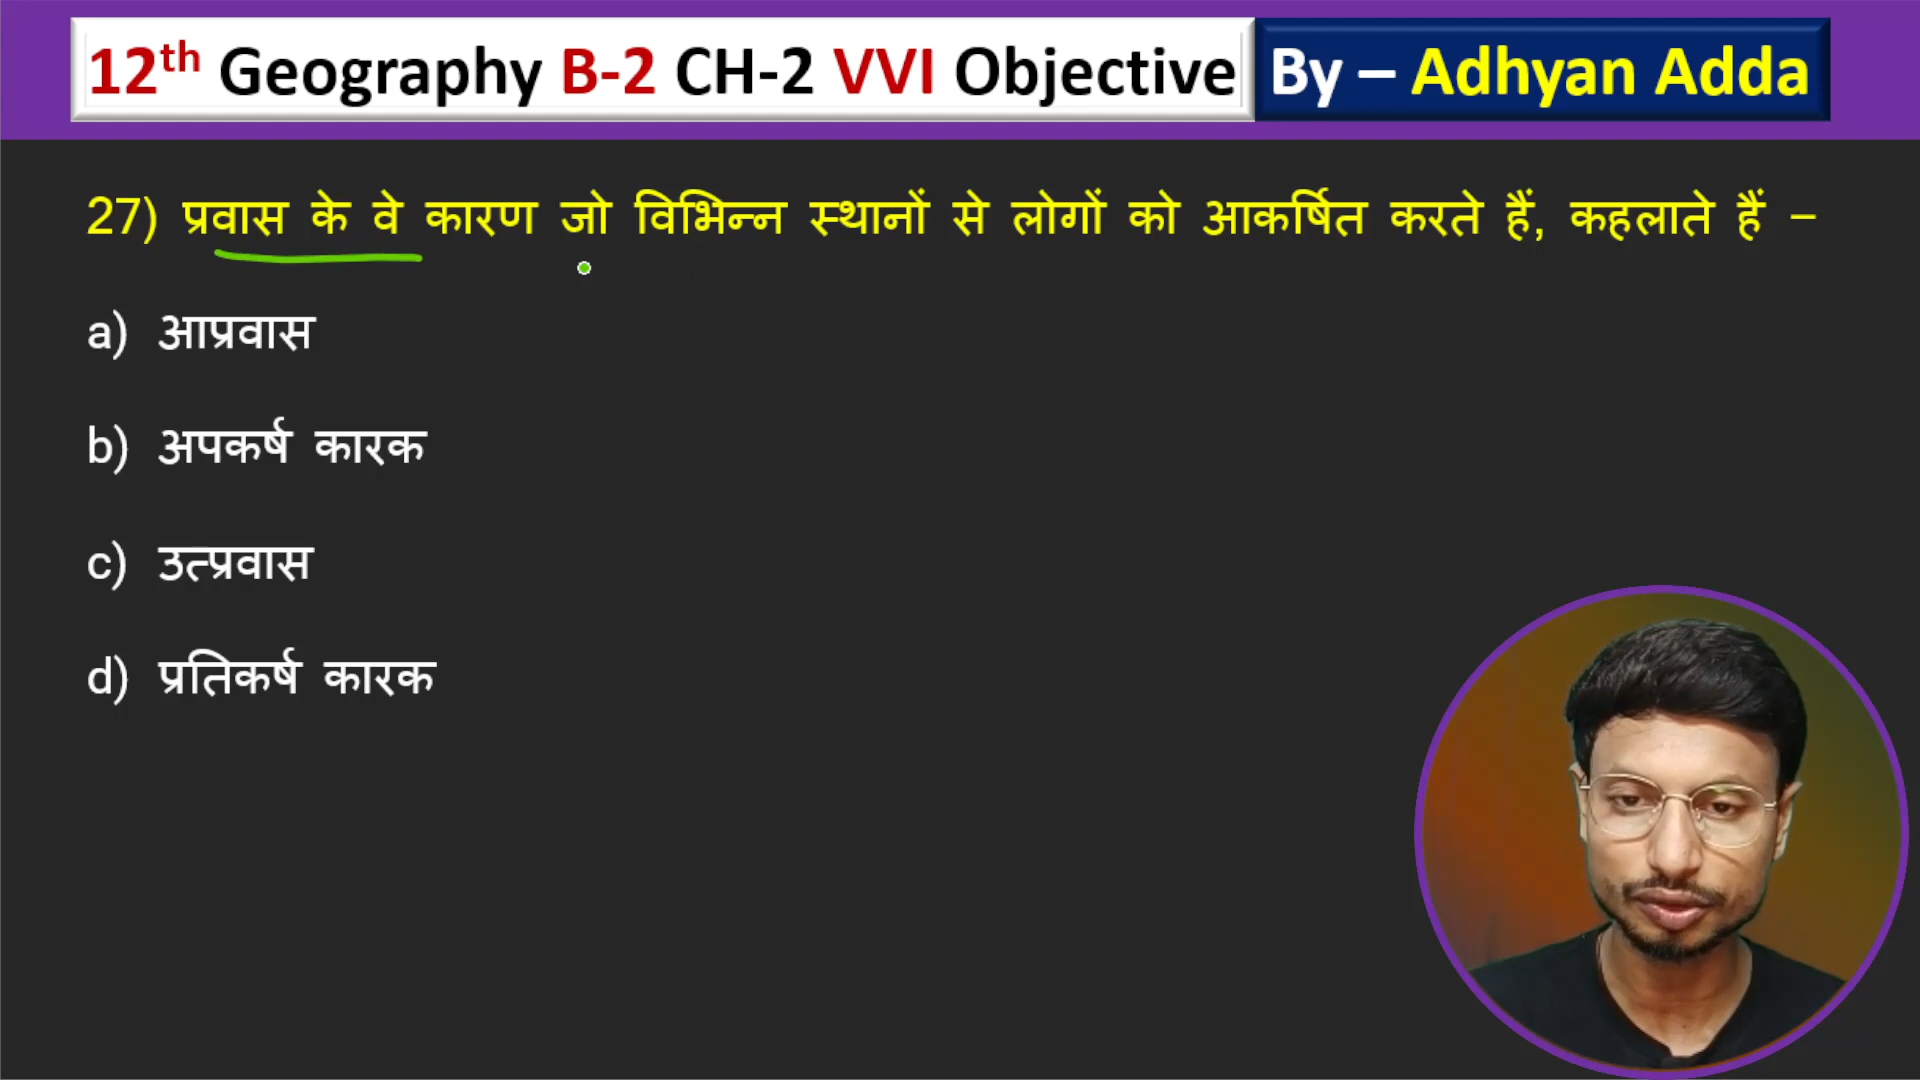 12th Geography B-2 CH-2 VVI Objective By – Adhyan Adda
27) प्रवास के वे कारण जो विभिन्न स्थानों से लोगों को आकर्षित करते हैं, कहलाते हैं –
a) आप्रवास
b) अपकर्ष कारक
c) उत्प्रवास
d) प्रतिकर्ष कारक